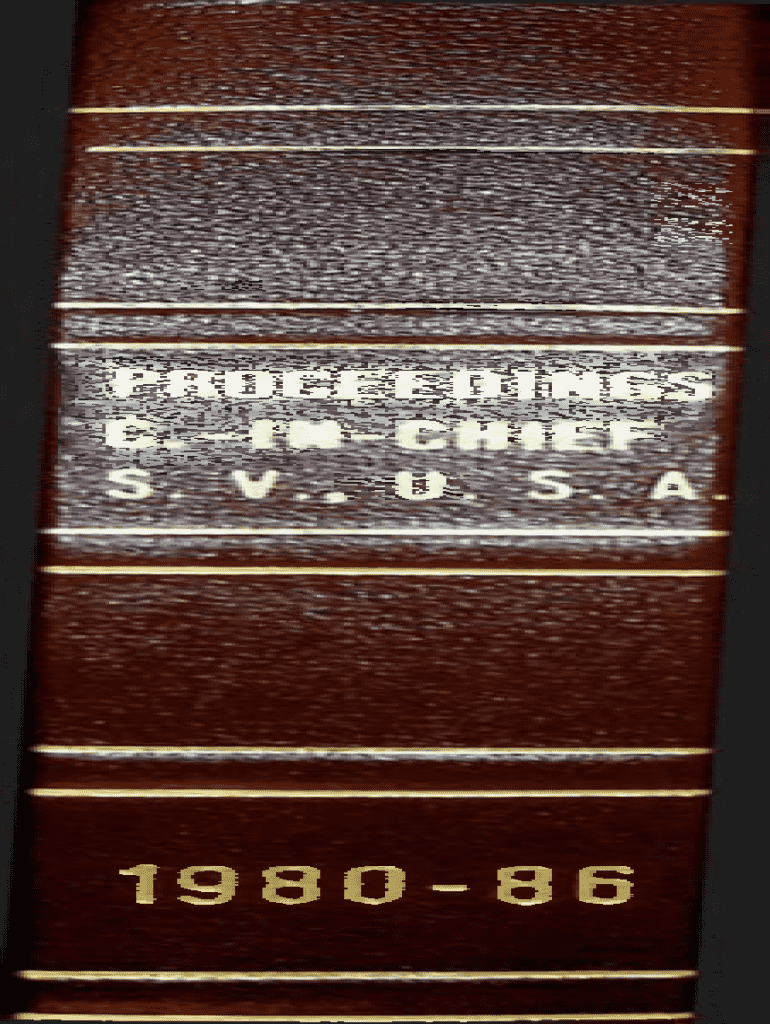 PROCEEDINGS
C.-IN-CHIEF
S. V., U. S. A.
1980-86